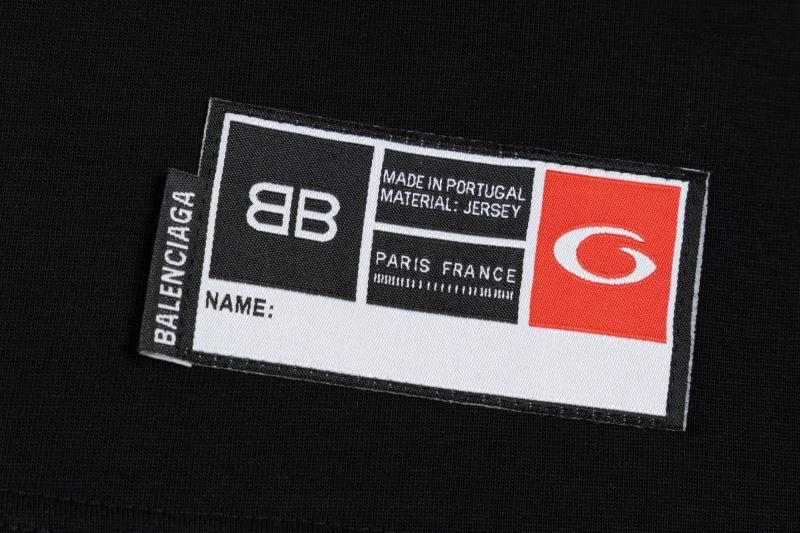 BALENCIAGA
BB
MADE IN PORTUGAL
MATERIAL: JERSEY
PARIS FRANCE
G
NAME: